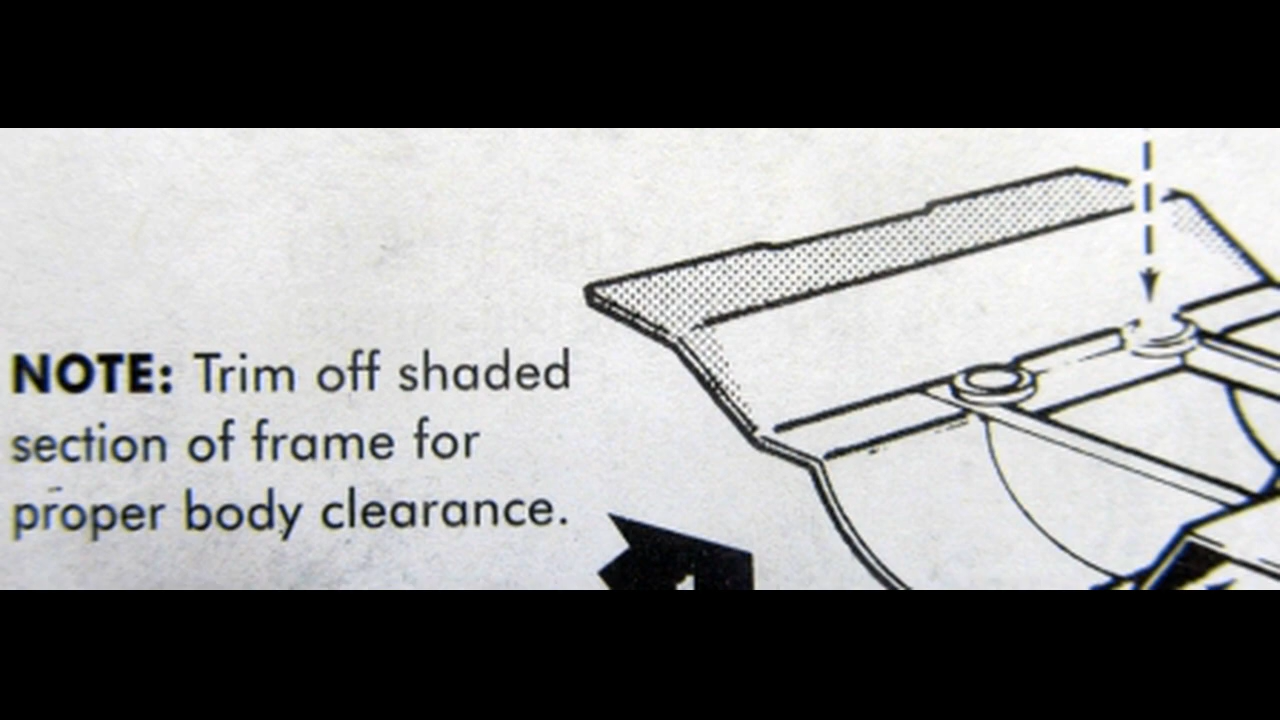 NOTE: Trim off shaded
section of frame for
proper body clearance.